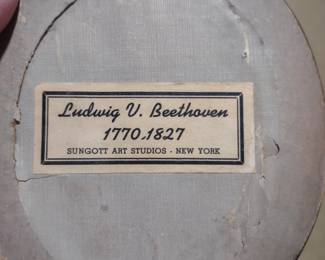 Ludwig V. Beethoven
1770.1827
SUNGOTT ART STUDIOS - NEW YORK